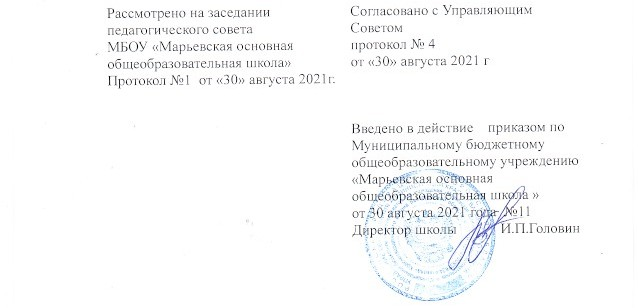 Рассмотрено на заседании
педагогического совета
МБОУ «Марьевская основная
общеобразовательная школа»
Протокол №1 от «30» августа 2021г.
Согласовано с Управляющим
Советом
протокол № 4
от «30» августа 2021 г
Введено в действие приказом по
Муниципальному бюджетному
общеобразовательному учреждению
«Марьевская основная
общеобразовательная школа »
от 30 августа 2021 года №11
Директор школы И.П.Головин